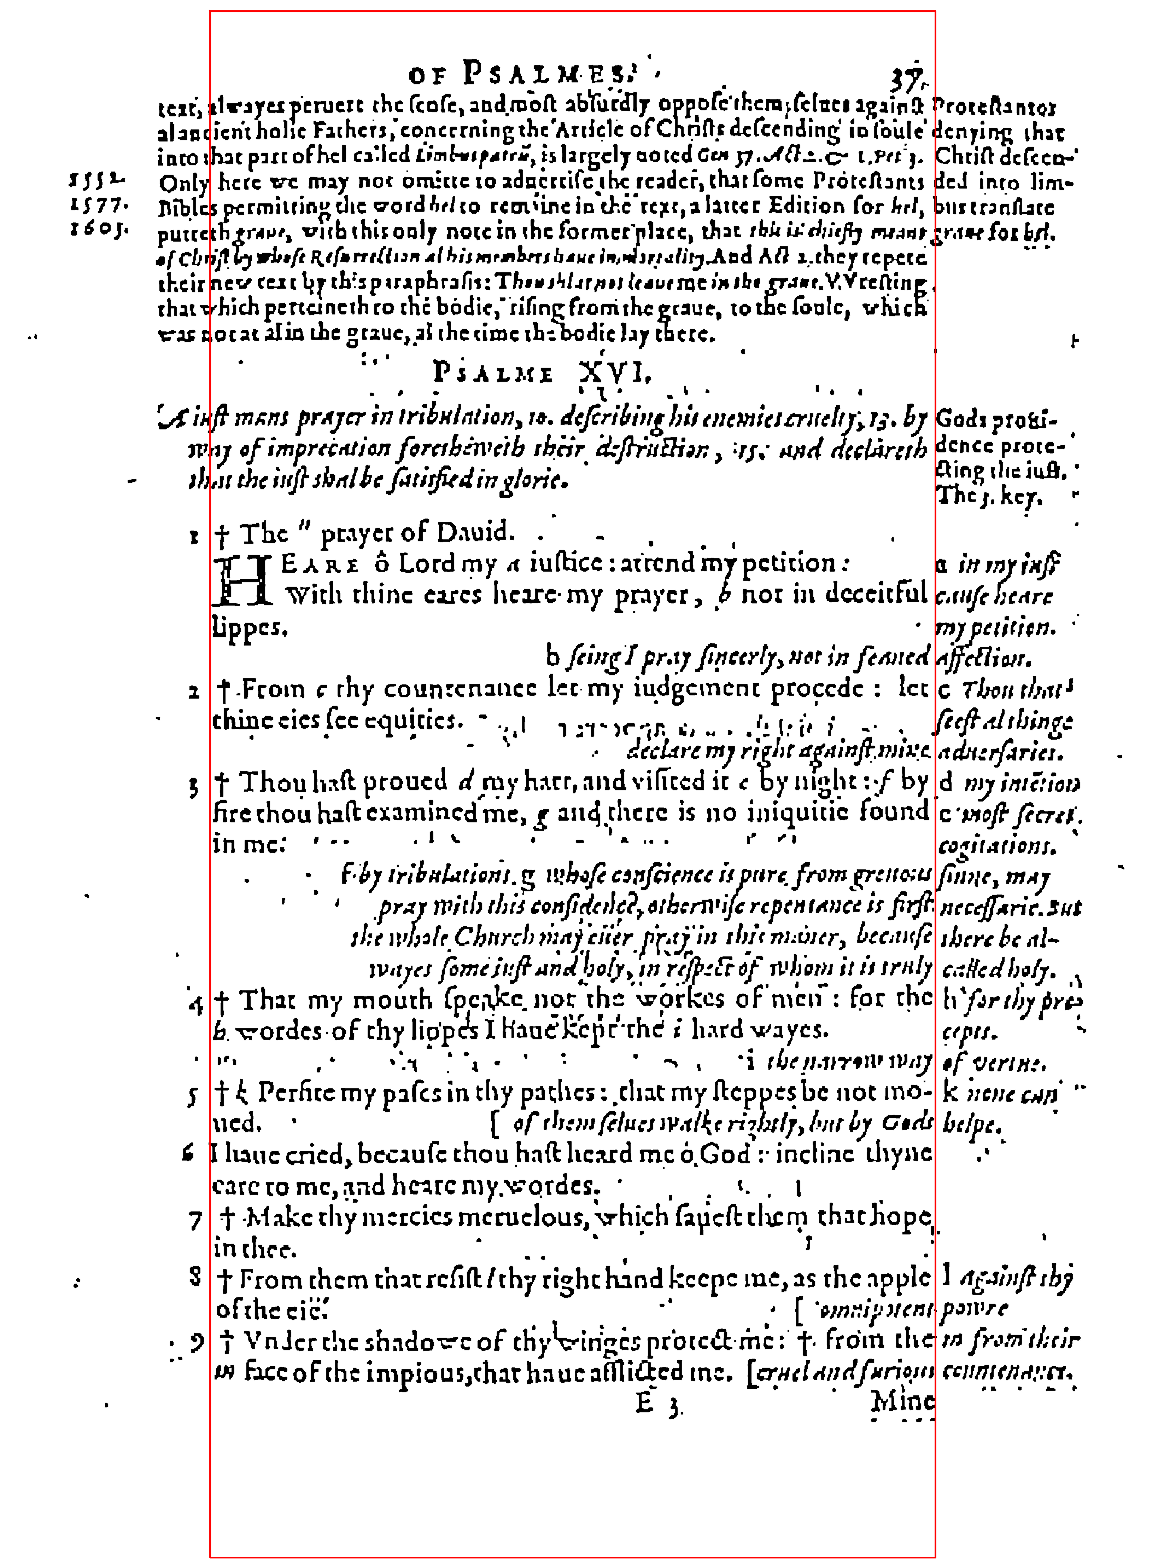 OF PSALMES. 37.
text, alwayes peruert the sense, and most absurdly oppose themselues against Protestantes
al ancient holie Fathers, concerning the Article of Christs descending in soule denying that
into that part of hel called Limbus patrũ, is largely noted Gen 37. Act 2. & 1. Pet 3. Christ descen-
1552. Only here we may not omitte to aduertise the reader, that some Protestants ded into lim-
1577. Bibles permitting the word hel to remaine in the text, a latter Edition for hel, bus translate
1605. putteth graue, with this only note in the former place, that this is chiefly meant graue for hel.
of Christ by whose Resurrection al his members haue immortality. And Act 2. they repete
their new text by this paraphrasis: Thou shalt not leaue me in the graue. VVresting
that which perteineth to the bodie, rising from the graue, to the soule, which
was not at al in the graue, al the time the bodie lay there.
PSALME XVI.
A iust mans prayer in tribulation, 10. describing his enemies cruelty, 13. by Gods proui-
way of imprecation forsheweth their destruction, 15. and declareth dence prote-
that the iust shal be satisfied in glorie. cting the iust.
The 3. key.
1 † The " prayer of Dauid.
HEARE ô Lord my a iustice: attend my petition: a in my iust
With thine eares heare my prayer, b not in deceitful cause heare
lippes. my petition.
b seing I pray sincerly, not in feaned affection.
2 † From c thy countenance let my iudgement procede: let c Thou that
thine eies see equities. seest al things
declare my right against mine aduersaries.
3 † Thou hast proued d my hart, and visited it e by night: f by d my intẽtion
fire thou hast examined me, g and there is no iniquitie found e most secret
in me. cogitations.
f by tribulations. g whose conscience is pure from greuous sinne, may
pray with this confidence, otherwise repentance is first necessarie. But
the whole Church may euer pray in this maner, because there be al-
wayes some iust and holy, in respect of whom it is truly called holy.
4 † That my mouth speake not the workes of men: for the h for thy pre-
h wordes of thy lippes I haue kept the i hard wayes. cepts.
i the narrow way of vertue.
5 † k Perfite my pases in thy pathes: that my steppes be not mo- k none can
ued. [ of them selues walke rightly, but by Gods helpe.
6 I haue cried, because thou hast heard me ô God: incline thyne
eare to me, and heare my wordes.
7 † Make thy mercies meruelous, which sauest them that hope
in thee.
8 † From them that resist l thy right hand keepe me, as the apple l against thy
of the eie. [ omnipotent powre
9 † Vnder the shadowe of thy winges protect me: † from the m from their
m face of the impious, that haue afflicted me. [cruel and furious countenances.
E 3. Mine